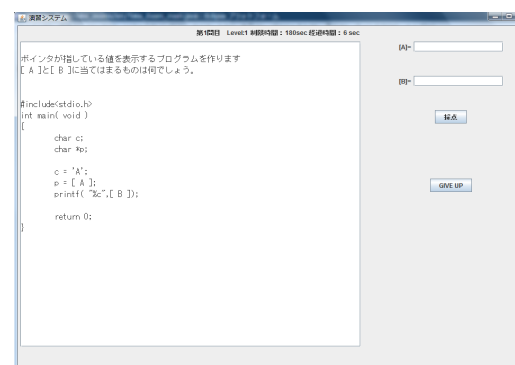 演習システム
第1問目 Level:1 制限時間：180sec 経過時間：6 sec
ポインタが指している値を表示するプログラムを作ります
[ A ]と[ B ]に当てはまるものは何でしょう。
#include<stdio.h>
int main( void )
{
char c;
char *p;
c = 'A';
p = [ A ];
printf( "%c",[ B ]);
return 0;
}
[A]=
[B]=
採点
GIVE UP